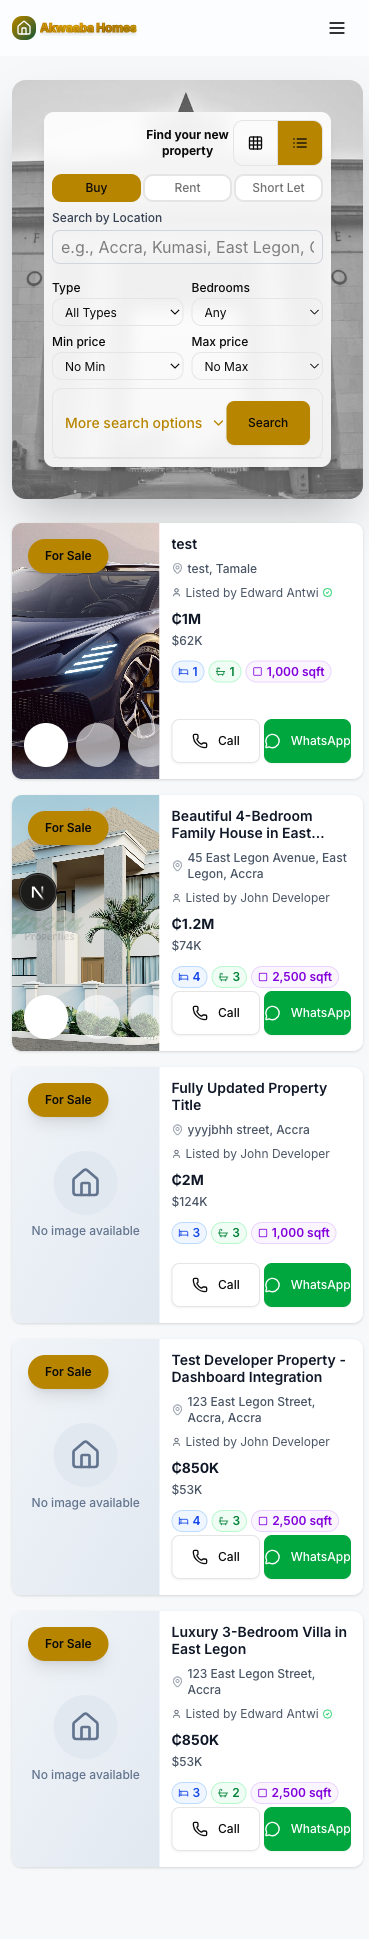 Akwaaba Homes
Find your new
property
Buy
Rent
Short Let
Search by Location
e.g., Accra, Kumasi, East Legon, C
Type
Bedrooms
All Types
Any
Min price
Max price
No Min
No Max
More search options
Search
For Sale
test
test, Tamale
Listed by Edward Antwi
₵1M
$62K
1
1
1,000 sqft
Call
WhatsApp
For Sale
N
Properties
Beautiful 4-Bedroom
Family House in East...
45 East Legon Avenue, East
Legon, Accra
Listed by John Developer
₵1.2M
$74K
4
3
2,500 sqft
Call
WhatsApp
For Sale
No image available
Fully Updated Property
Title
yyyjbhh street, Accra
Listed by John Developer
₵2M
$124K
3
3
1,000 sqft
Call
WhatsApp
For Sale
No image available
Test Developer Property -
Dashboard Integration
123 East Legon Street,
Accra, Accra
Listed by John Developer
₵850K
$53K
4
3
2,500 sqft
Call
WhatsApp
For Sale
No image available
Luxury 3-Bedroom Villa in
East Legon
123 East Legon Street,
Accra
Listed by Edward Antwi
₵850K
$53K
3
2
2,500 sqft
Call
WhatsApp